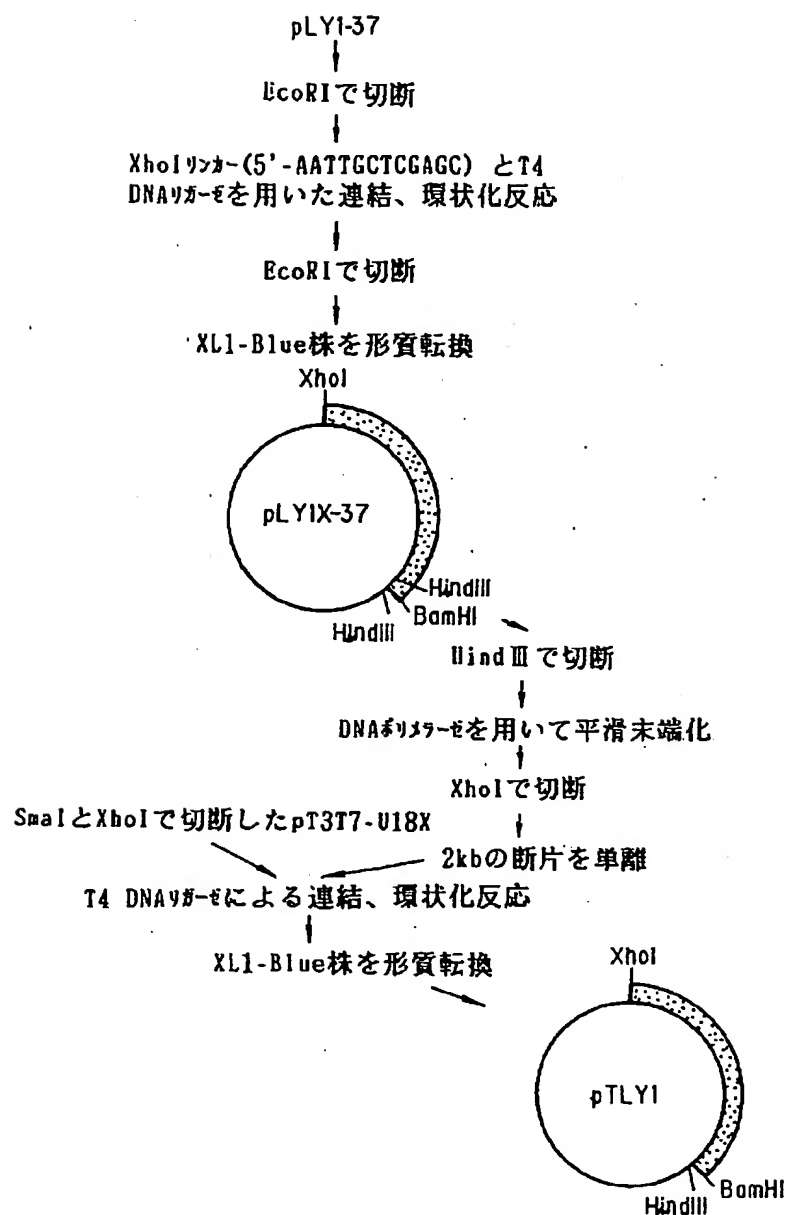 pLY1-37
EcoRIで切断
XhoIリンカー(5'-AATTGCTCGAGC) とT4
DNAリガーゼを用いた連結、環状化反応
EcoRIで切断
XL1-Blue株を形質転換
XhoI
pLY1X-37
HindIII
BamHI
HindIII
HindⅢで切断
DNAポリメラーゼを用いて平滑末端化
XhoIで切断
SmaIとXhoIで切断したpT3T7-U18X
2kbの断片を単離
T4 DNAリガーゼによる連結、環状化反応
XL1-Blue株を形質転換
XhoI
pTLY1
BamHI
HindIII